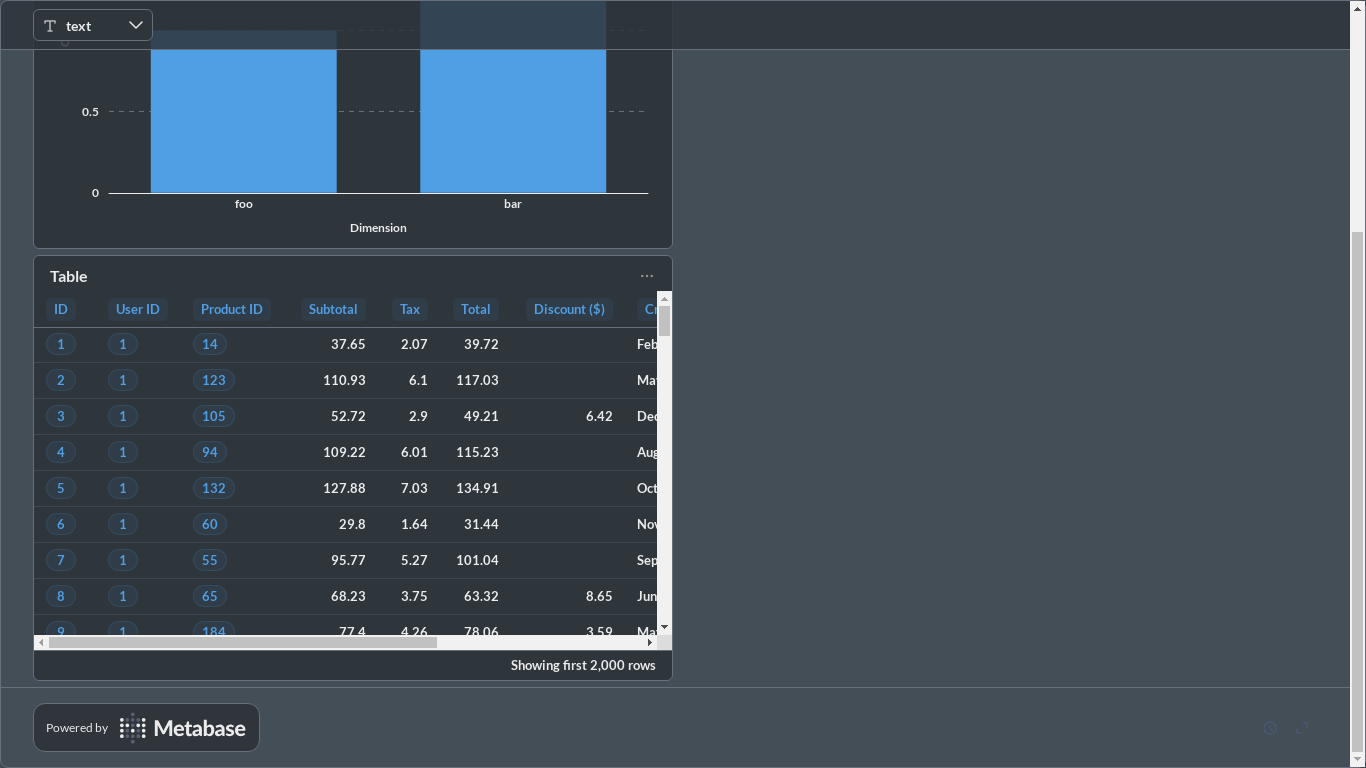 text
0.5
0
foo bar
Dimension
Table
ID User ID Product ID Subtotal Tax Total Discount ($) Cr
1 1 14 37.65 2.07 39.72 Feb
2 1 123 110.93 6.1 117.03 Ma
3 1 105 52.72 2.9 49.21 6.42 Dec
4 1 94 109.22 6.01 115.23 Aug
5 1 132 127.88 7.03 134.91 Oct
6 1 60 29.8 1.64 31.44 Nov
7 1 55 95.77 5.27 101.04 Sep
8 1 65 68.23 3.75 63.32 8.65 Jun
9 1 184 77.4 4.26 78.06 3.59 Ma
Showing first 2,000 rows
Powered by Metabase